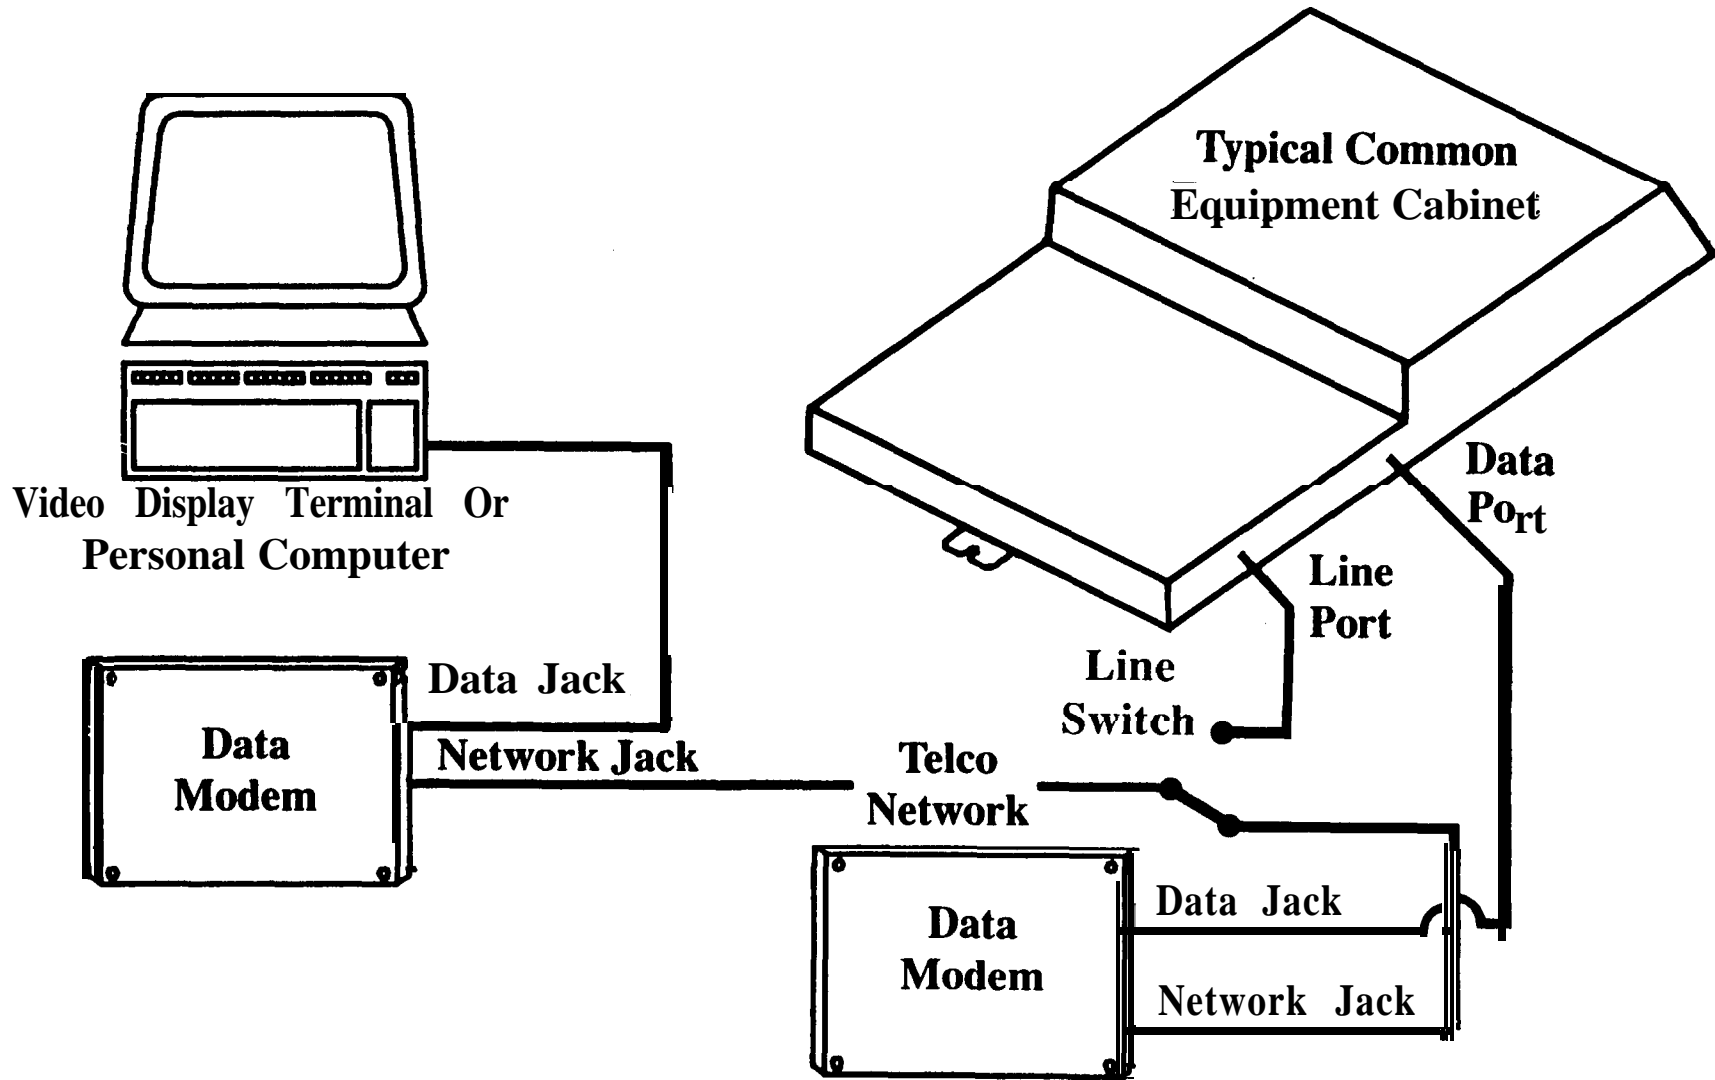 Typical Common
Equipment Cabinet
Video Display Terminal Or
Personal Computer
Data
Port
Line
Port
Line
Switch
Data Jack
Data
Modem
Network Jack
Telco
Network
Data Jack
Data
Modem
Network Jack